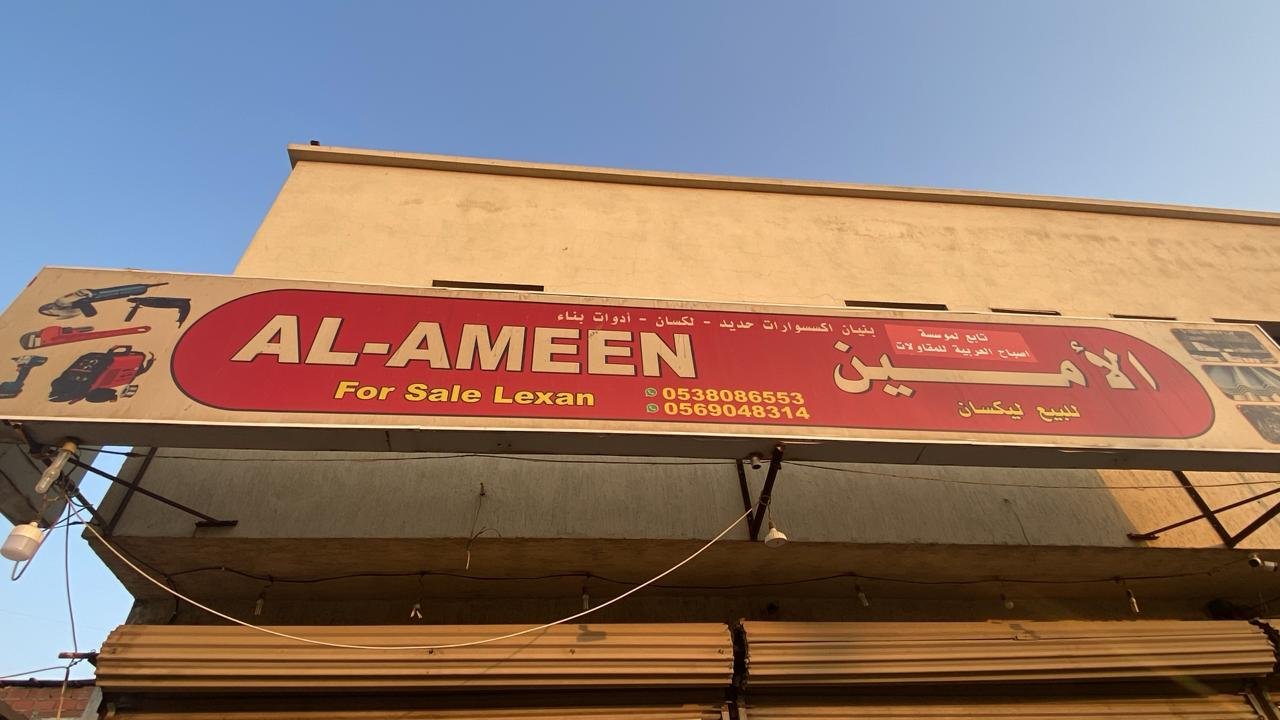 AL-AMEEN
For Sale Lexan
0538086553
0569048314
بنيان اكسسوارات حديد - لكسان - أدوات بناء
تابع لموسسة
اصباح العربية للمقاولات
الأمـــين
للبيع ليكسان